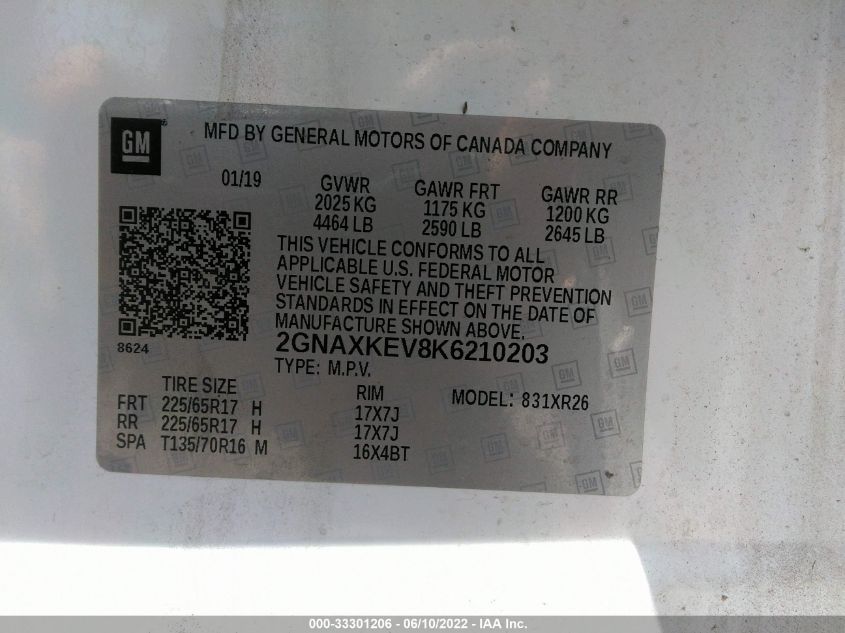 GM
MFD BY GENERAL MOTORS OF CANADA COMPANY
01/19 GVWR GAWR FRT GAWR RR
2025 KG 1175 KG 1200 KG
4464 LB 2590 LB 2645 LB
THIS VEHICLE CONFORMS TO ALL
APPLICABLE U.S. FEDERAL MOTOR
VEHICLE SAFETY AND THEFT PREVENTION
STANDARDS IN EFFECT ON THE DATE OF
MANUFACTURE SHOWN ABOVE.
8624
2GNAXKEV8K6210203
TYPE: M.P.V.
TIRE SIZE RIM MODEL: 831XR26
FRT 225/65R17 H 17X7J
RR 225/65R17 H 17X7J
SPA T135/70R16 M 16X4BT
000-33301206 - 06/10/2022 - IAA Inc.